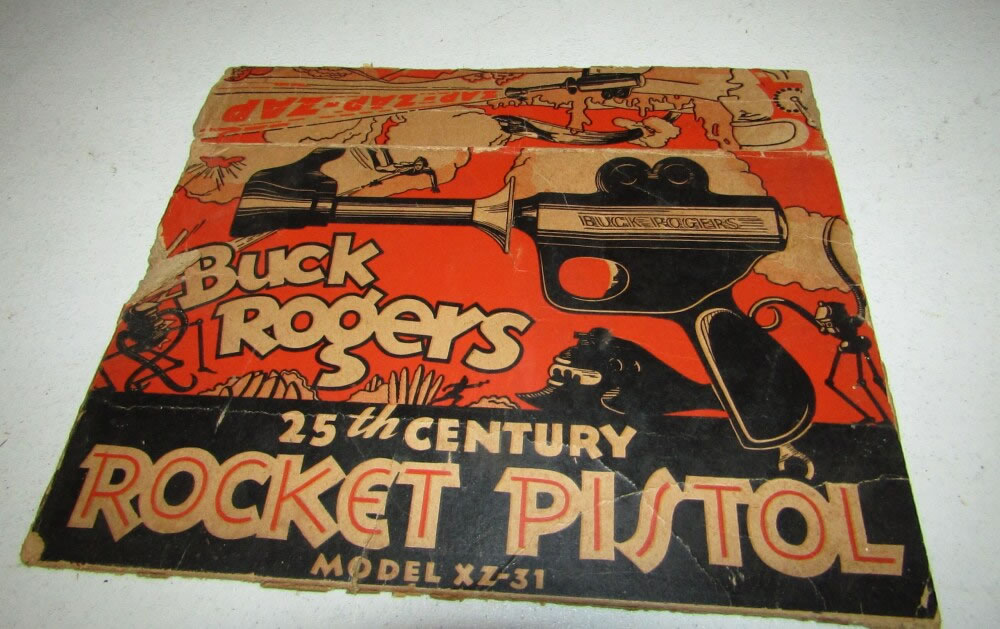 ZAP-ZAP-ZAP
BUCK ROGERS
Buck
Rogers
25th CENTURY
ROCKET PISTOL
MODEL XZ-31